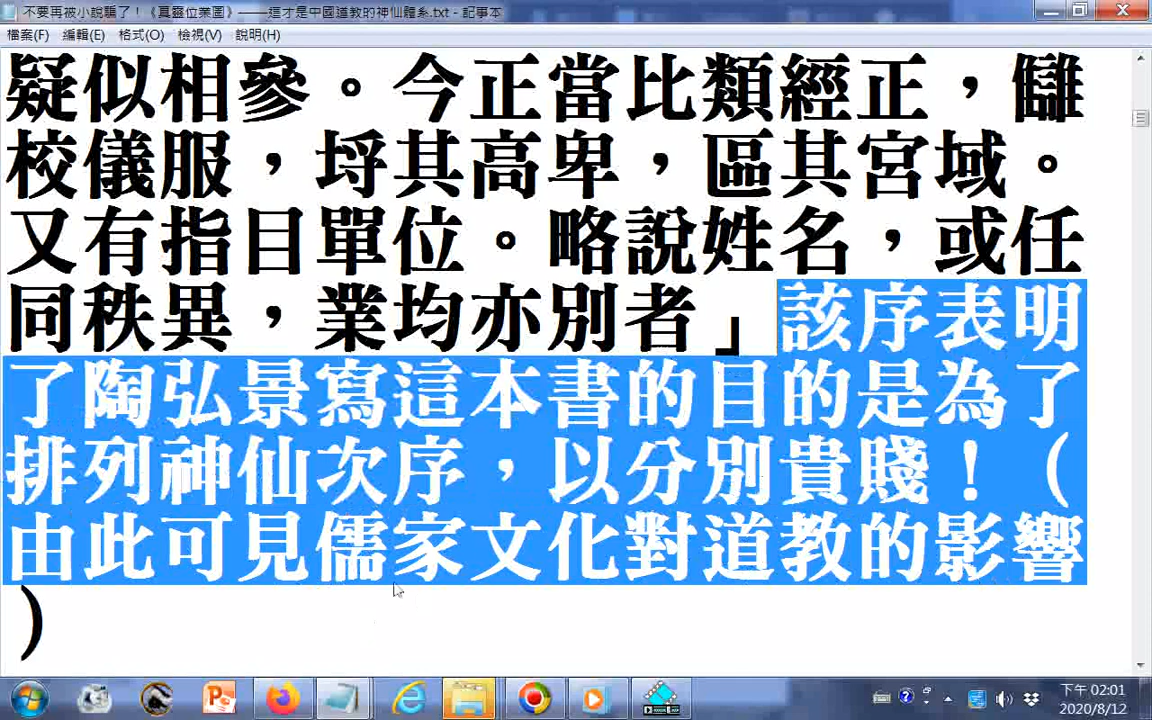 不要再被小說騙了！《真靈位業圖》——這才是中國道教的神仙體系.txt - 記事本
檔案(F) 編輯(E) 格式(O) 檢視(V) 說明(H)
疑似相參。今正當比類經正，讎
校儀服，埒其高卑，區其宮域。
又有指目單位。略說姓名，或任
同秩異，業均亦別者」該序表明
了陶弘景寫這本書的目的是為了
排列神仙次序，以分別貴賤！（
由此可見儒家文化對道教的影響
）
下午 02:01
2020/8/12